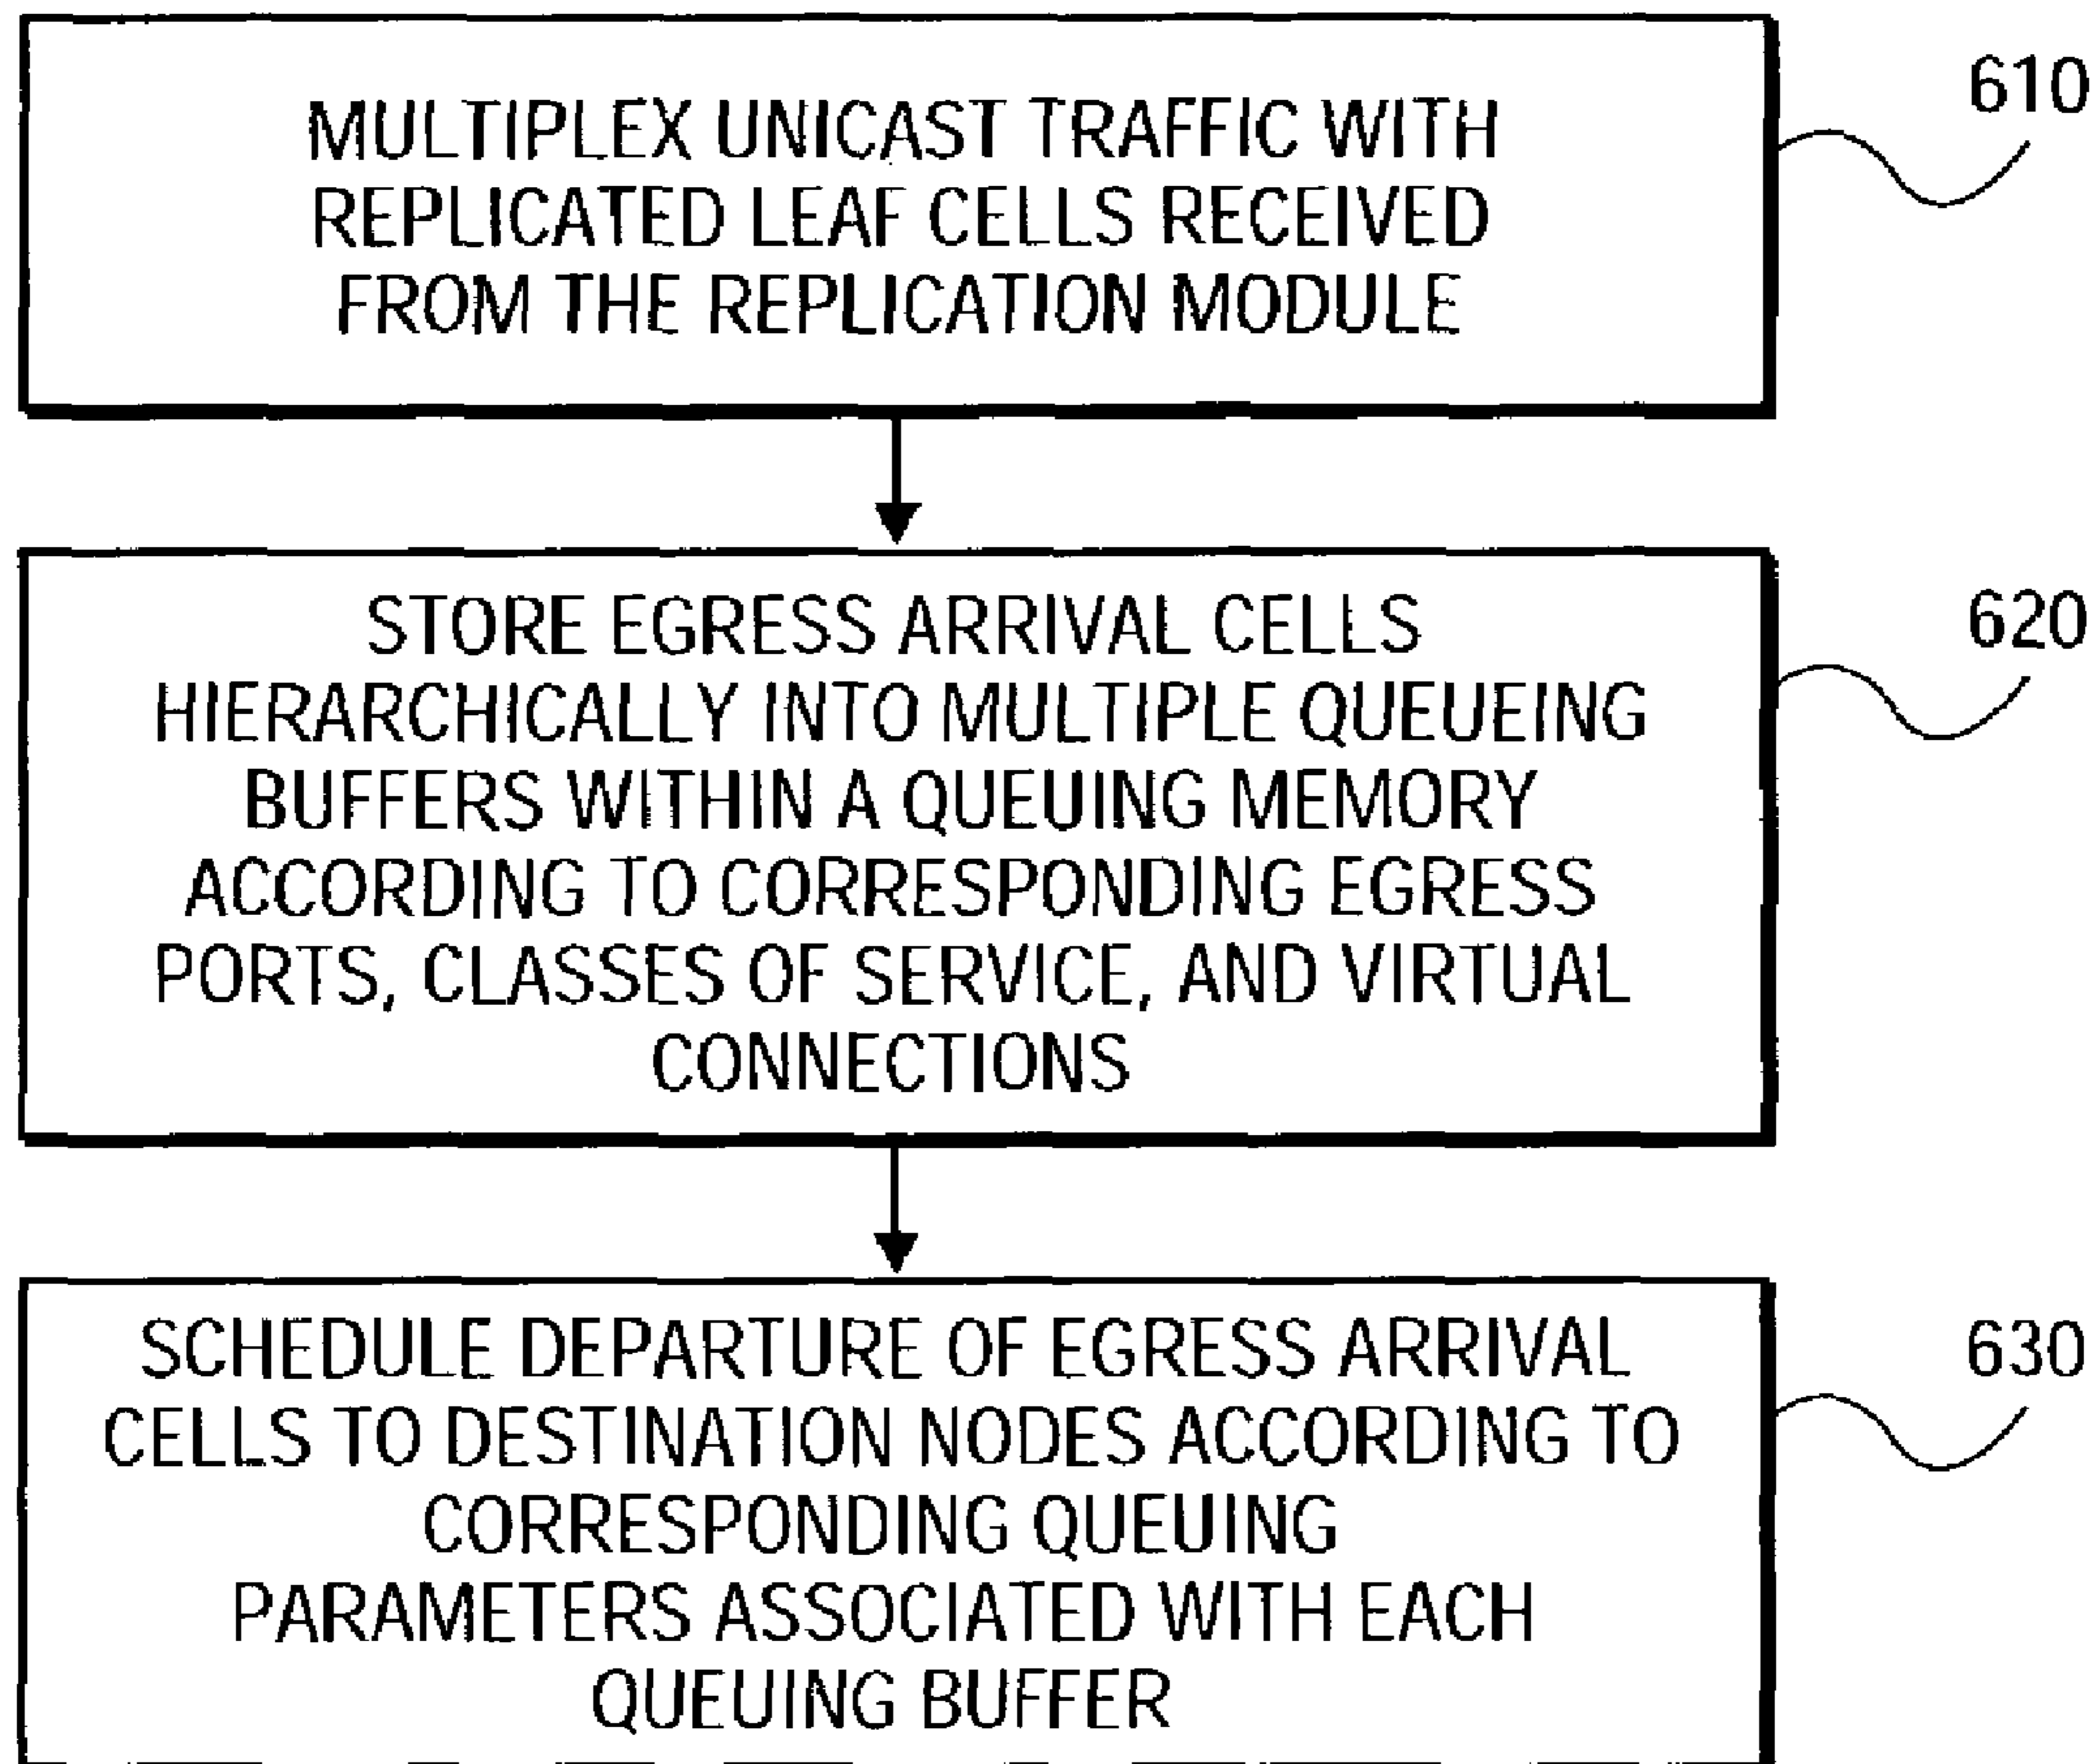 MULTIPLEX UNICAST TRAFFIC WITH
REPLICATED LEAF CELLS RECEIVED
FROM THE REPLICATION MODULE
610
STORE EGRESS ARRIVAL CELLS
HIERARCHICALLY INTO MULTIPLE QUEUEING
BUFFERS WITHIN A QUEUING MEMORY
ACCORDING TO CORRESPONDING EGRESS
PORTS, CLASSES OF SERVICE, AND VIRTUAL
CONNECTIONS
620
SCHEDULE DEPARTURE OF EGRESS ARRIVAL
CELLS TO DESTINATION NODES ACCORDING TO
CORRESPONDING QUEUING
PARAMETERS ASSOCIATED WITH EACH
QUEUING BUFFER
630